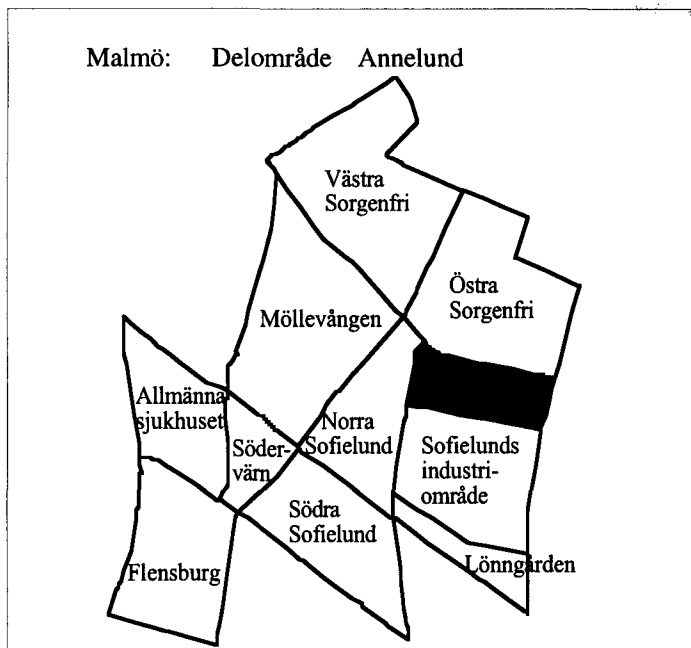 Malmö: Delområde Annelund
Västra
Sorgenfri
Östra
Sorgenfri
Möllevången
Allmänna
sjukhuset
Söder-
värn
Norra
Sofielund
Sofielunds
industri-
område
Södra
Sofielund
Flensburg
Lönngården